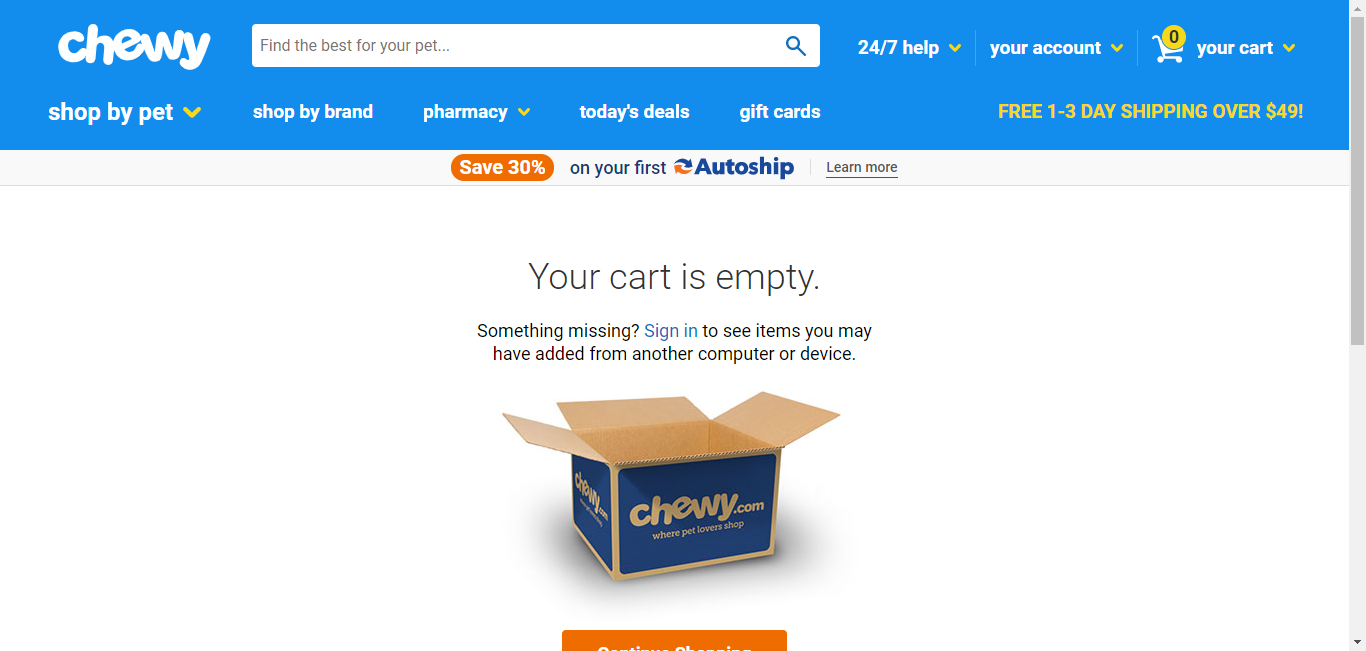 chewy
Find the best for your pet...
24/7 help
your account
0
your cart
shop by pet
shop by brand
pharmacy
today's deals
gift cards
FREE 1-3 DAY SHIPPING OVER $49!
Save 30% on your first Autoship
Learn more
Your cart is empty.
Something missing? Sign in to see items you may
have added from another computer or device.
chewy.com
where pet lovers shop
chewy.com
Continue Shopping